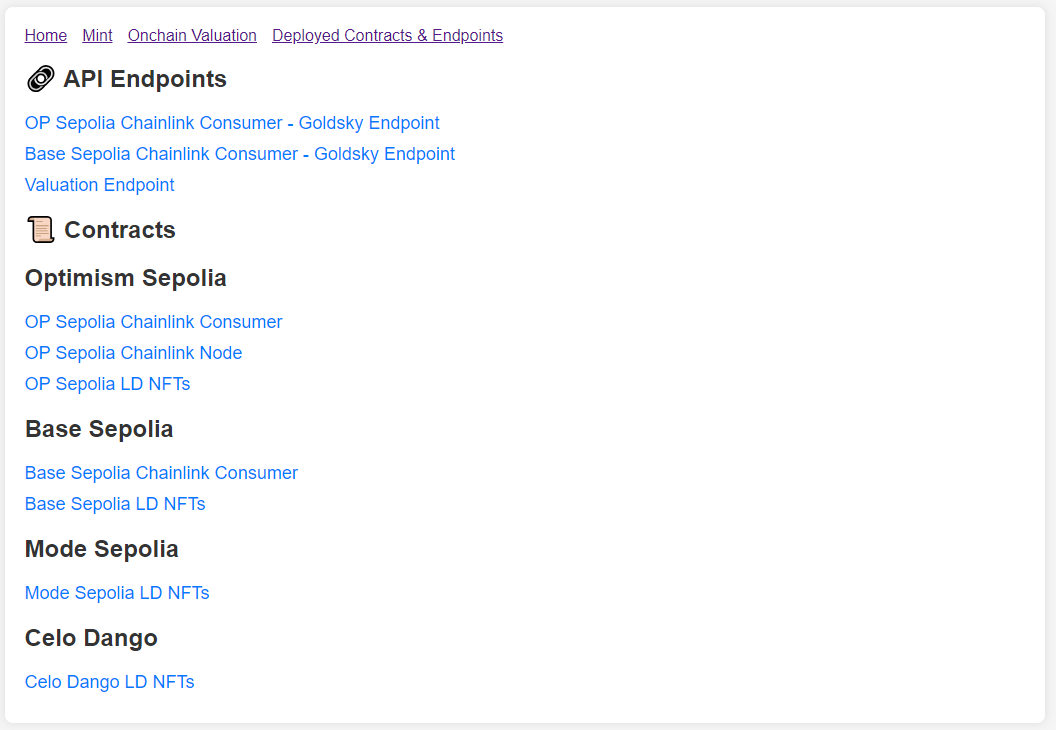 Home Mint Onchain Valuation Deployed Contracts & Endpoints
API Endpoints
OP Sepolia Chainlink Consumer - Goldsky Endpoint
Base Sepolia Chainlink Consumer - Goldsky Endpoint
Valuation Endpoint
Contracts
Optimism Sepolia
OP Sepolia Chainlink Consumer
OP Sepolia Chainlink Node
OP Sepolia LD NFTs
Base Sepolia
Base Sepolia Chainlink Consumer
Base Sepolia LD NFTs
Mode Sepolia
Mode Sepolia LD NFTs
Celo Dango
Celo Dango LD NFTs